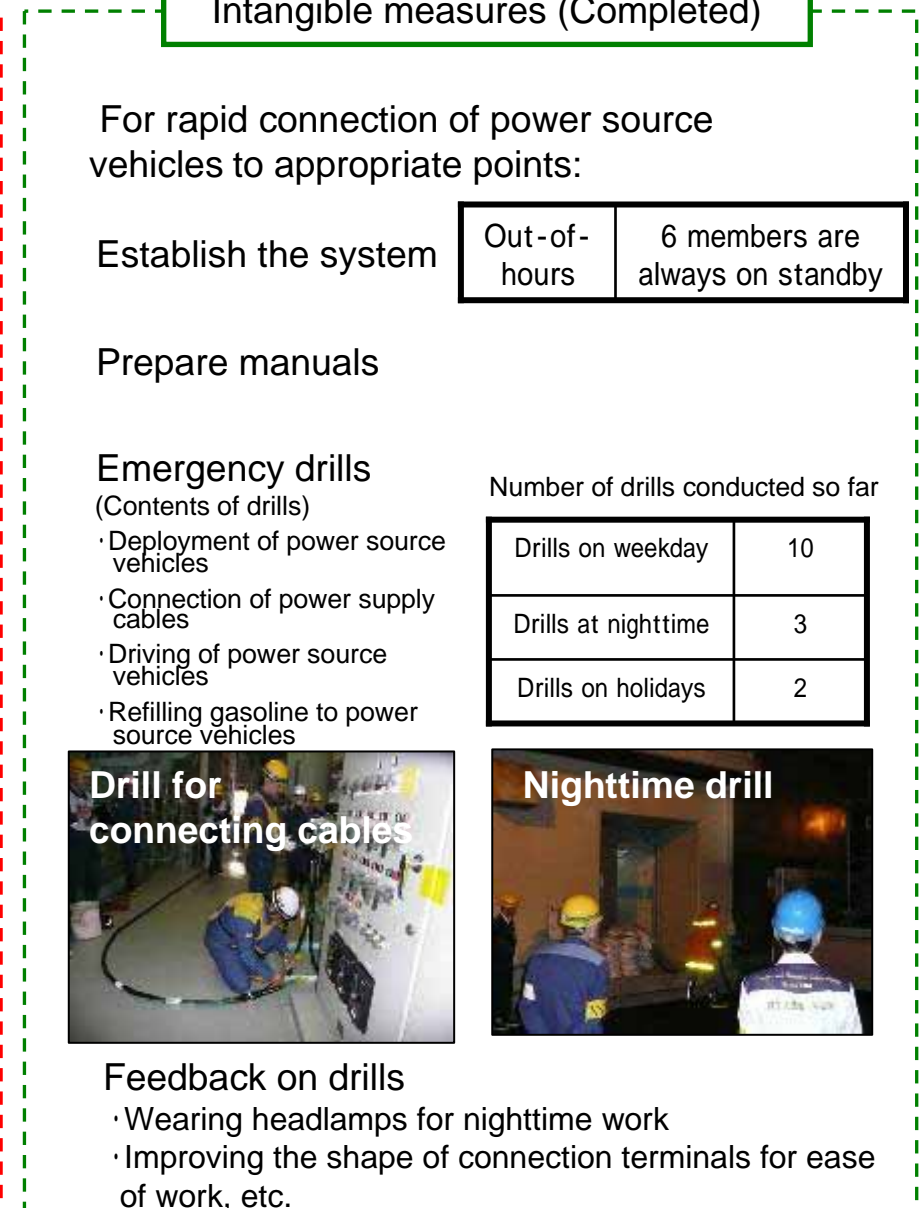 Intangible measures (Completed)
For rapid connection of power source
vehicles to appropriate points:
Establish the system
Out-of-
hours
6 members are
always on standby
Prepare manuals
Emergency drills
(Contents of drills)
·Deployment of power source
vehicles
·Connection of power supply
cables
·Driving of power source
vehicles
·Refilling gasoline to power
source vehicles
Number of drills conducted so far
Drills on weekday 10
Drills at nighttime 3
Drills on holidays 2
Drill for
connecting cables
Nighttime drill
Feedback on drills
·Wearing headlamps for nighttime work
·Improving the shape of connection terminals for ease
of work, etc.